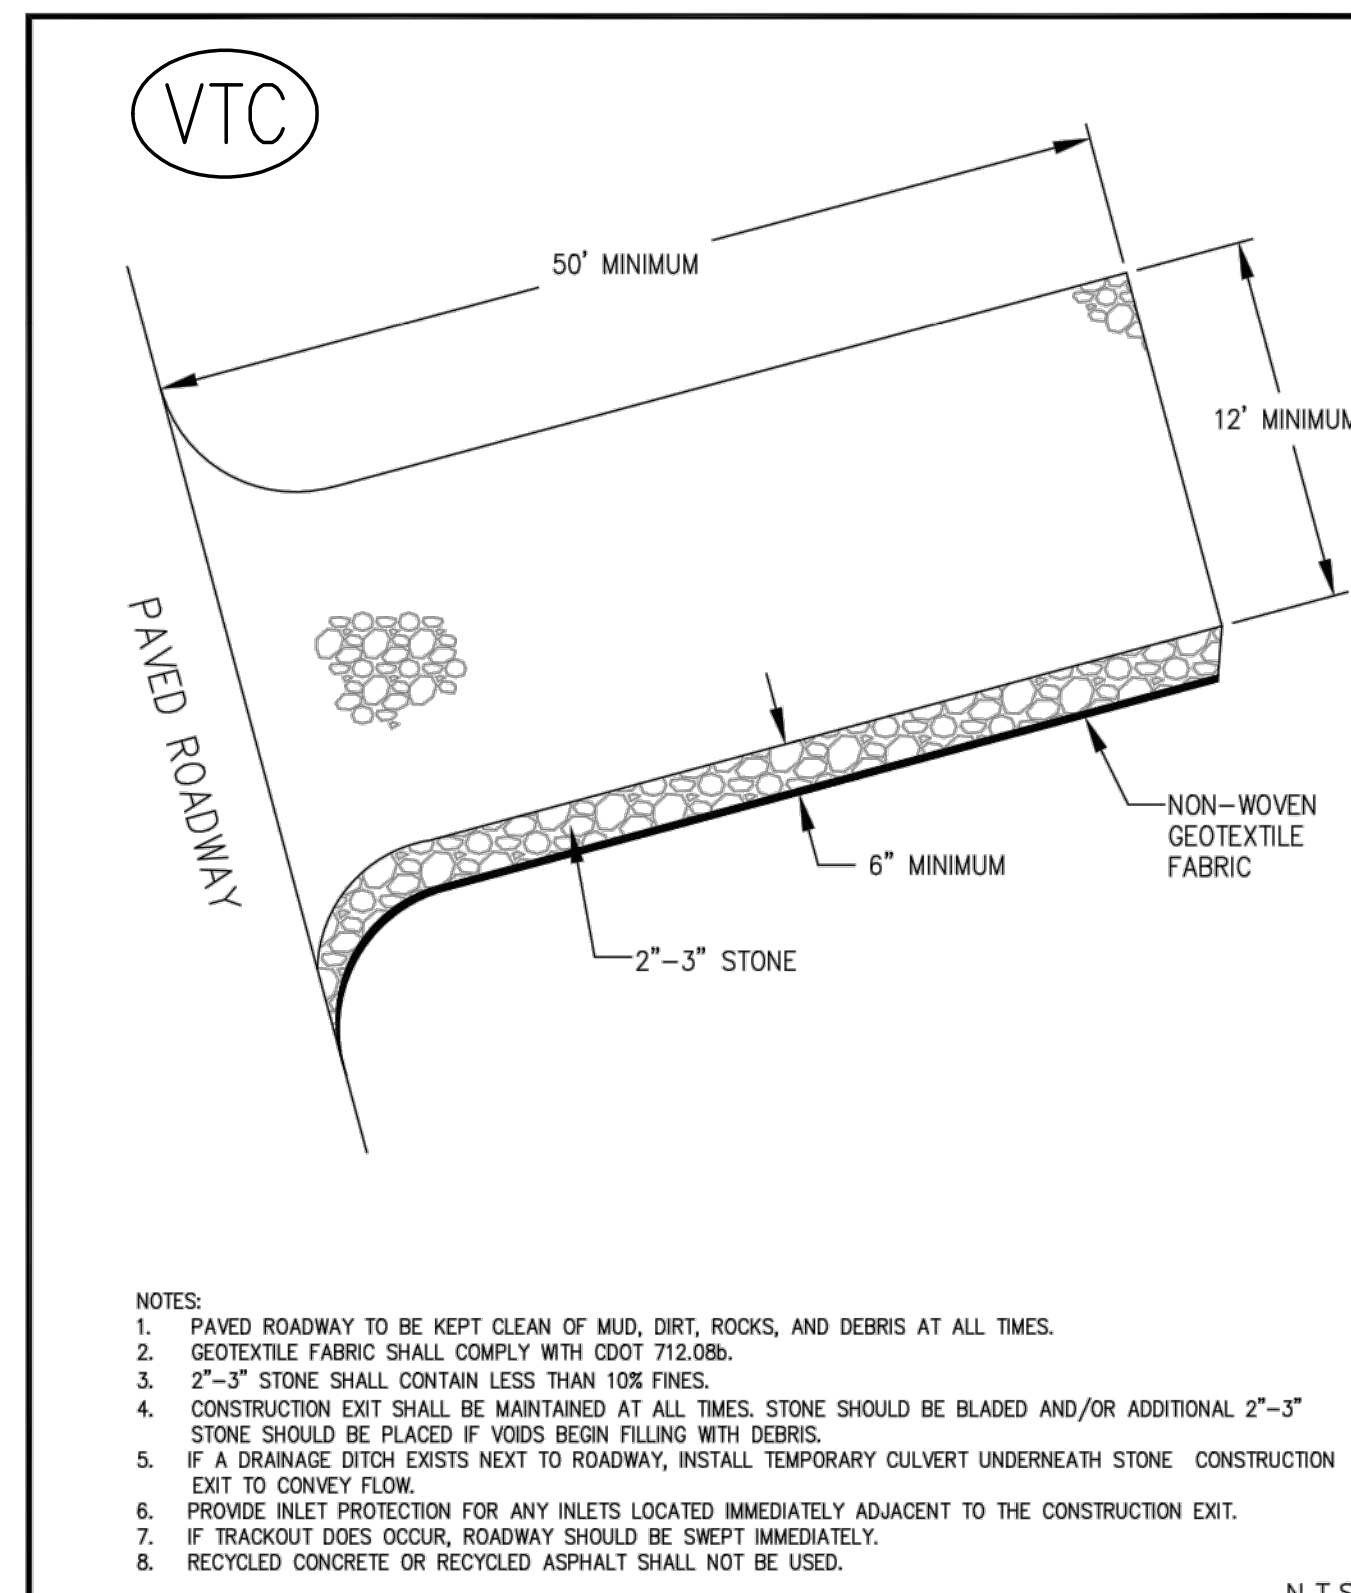 VTC
50' MINIMUM
12' MINIMUM
PAVED ROADWAY
NON-WOVEN
GEOTEXTILE
FABRIC
6" MINIMUM
2"-3" STONE
NOTES:
1. PAVED ROADWAY TO BE KEPT CLEAN OF MUD, DIRT, ROCKS, AND DEBRIS AT ALL TIMES.
2. GEOTEXTILE FABRIC SHALL COMPLY WITH CDOT 712.08b.
3. 2"-3" STONE SHALL CONTAIN LESS THAN 10% FINES.
4. CONSTRUCTION EXIT SHALL BE MAINTAINED AT ALL TIMES. STONE SHOULD BE BLADED AND/OR ADDITIONAL 2"-3"
STONE SHOULD BE PLACED IF VOIDS BEGIN FILLING WITH DEBRIS.
5. IF A DRAINAGE DITCH EXISTS NEXT TO ROADWAY, INSTALL TEMPORARY CULVERT UNDERNEATH STONE CONSTRUCTION
EXIT TO CONVEY FLOW.
6. PROVIDE INLET PROTECTION FOR ANY INLETS LOCATED IMMEDIATELY ADJACENT TO THE CONSTRUCTION EXIT.
7. IF TRACKOUT DOES OCCUR, ROADWAY SHOULD BE SWEPT IMMEDIATELY.
8. RECYCLED CONCRETE OR RECYCLED ASPHALT SHALL NOT BE USED.